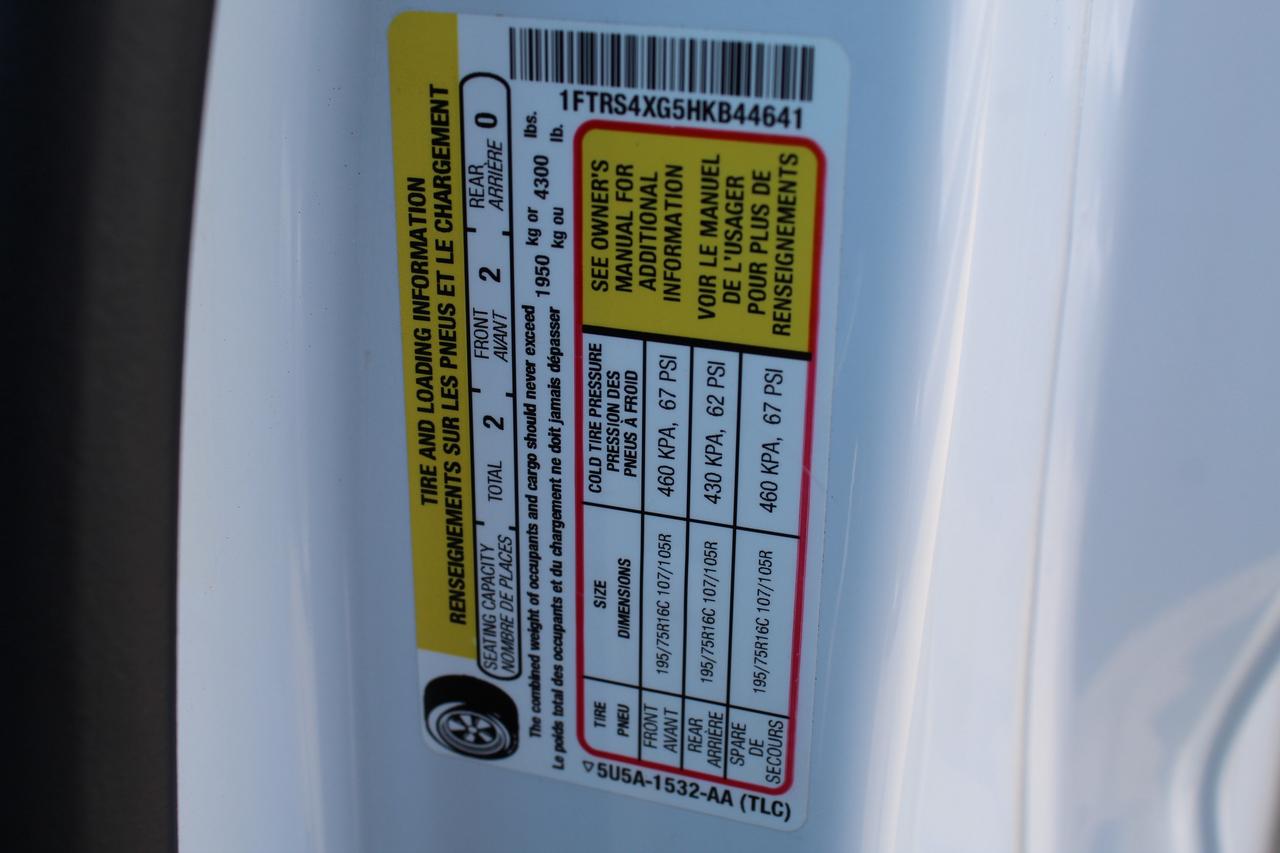 TIRE AND LOADING INFORMATION
RENSEIGNEMENTS SUR LES PNEUS ET LE CHARGEMENT
SEATING CAPACITY TOTAL 2 FRONT 2 REAR 0
NOMBRE DE PLACES AVANT ARRIÈRE
The combined weight of occupants and cargo should never exceed 1950 kg or 4300 lbs.
Le poids total des occupants et du chargement ne doit jamais dépasser kg ou lb.
1FTRS4XG5HKB44641
TIRE SIZE COLD TIRE PRESSURE
PNEU DIMENSIONS PRESSION DES
PNEUS À FROID
FRONT 195/75R16C 107/105R 460 KPA, 67 PSI
AVANT
REAR 195/75R16C 107/105R 430 KPA, 62 PSI
ARRIÈRE
SPARE 195/75R16C 107/105R 460 KPA, 67 PSI
DE
SECOURS
SEE OWNER'S
MANUAL FOR
ADDITIONAL
INFORMATION
VOIR LE MANUEL
DE L'USAGER
POUR PLUS DE
RENSEIGNEMENTS
5U5A-1532-AA (TLC)